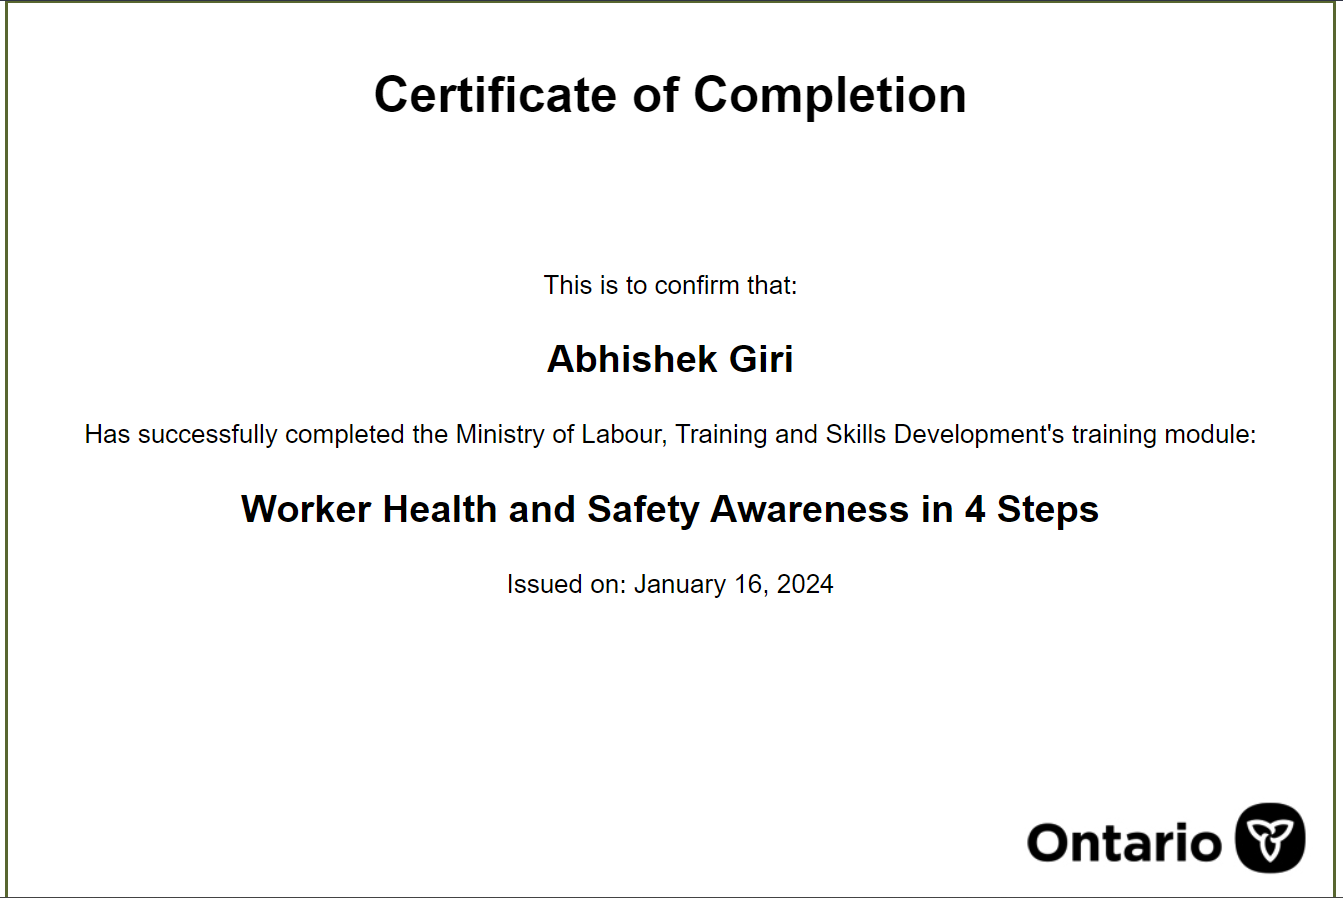 Certificate of Completion
This is to confirm that:
Abhishek Giri
Has successfully completed the Ministry of Labour, Training and Skills Development's training module:
Worker Health and Safety Awareness in 4 Steps
Issued on: January 16, 2024
Ontario